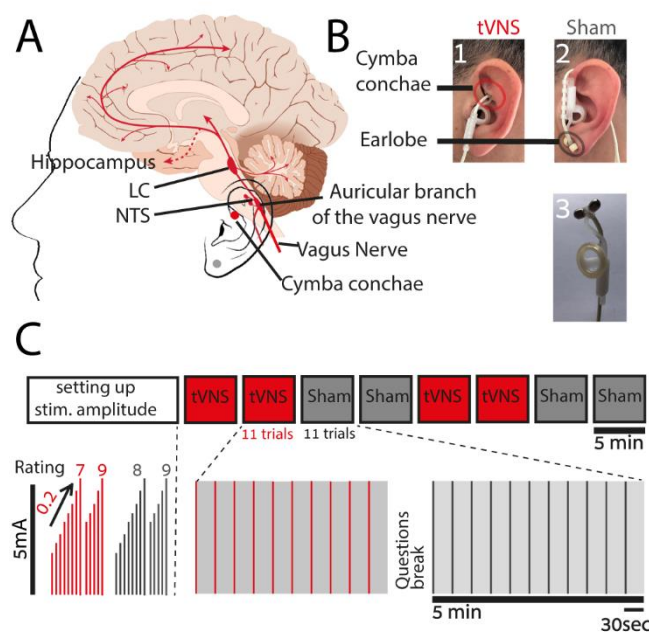 A
Hippocampus
LC
NTS
Auricular branch
of the vagus nerve
Vagus Nerve
Cymba conchae
B
tVNS
Sham
1
2
Cymba
conchae
Earlobe
3
C
setting up
stim. amplitude
tVNS
tVNS
Sham
Sham
tVNS
tVNS
Sham
Sham
11 trials
11 trials
5 min
Rating
7 9
8 9
0.2
5mA
Questions
break
5 min
30sec